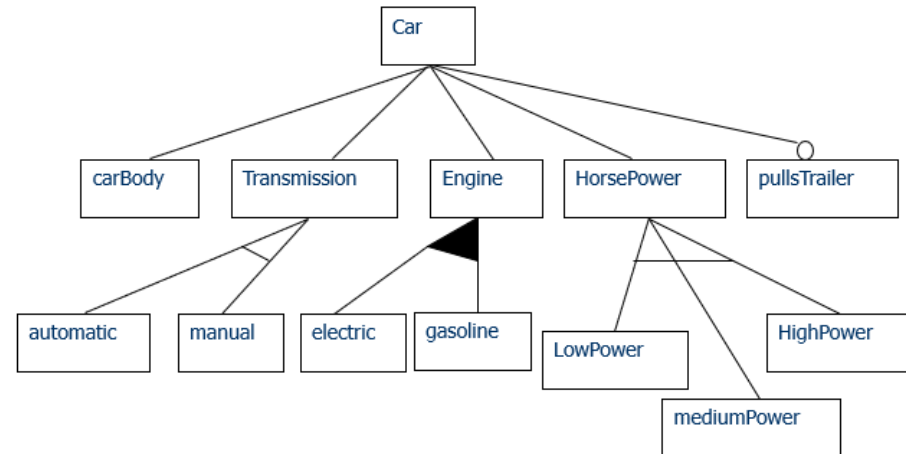 Car
carBody
Transmission
Engine
HorsePower
pullsTrailer
automatic
manual
electric
gasoline
LowPower
HighPower
mediumPower